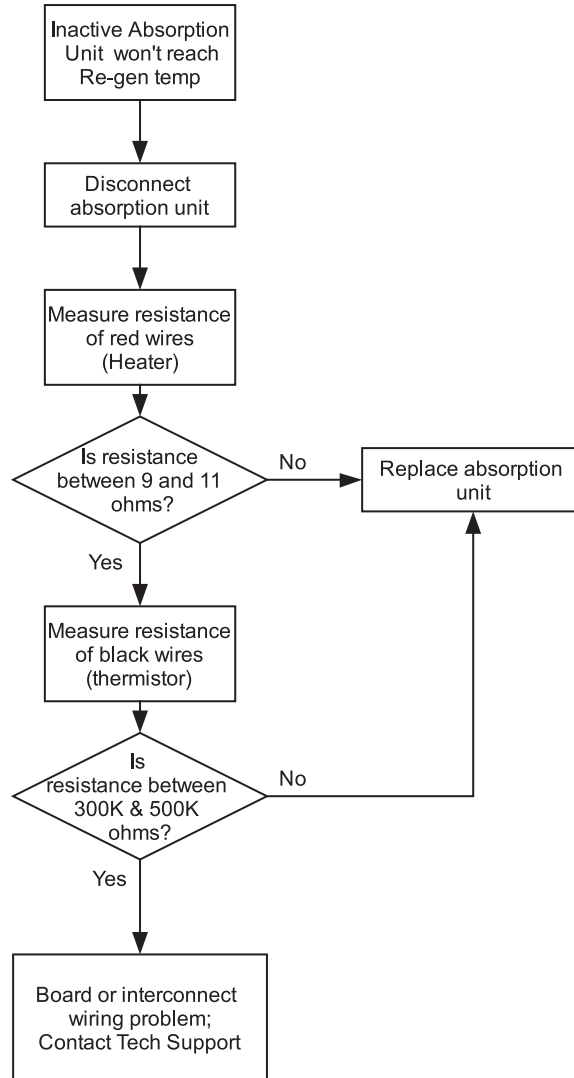 Inactive Absorption
Unit won't reach
Re-gen temp
Disconnect
absorption unit
Measure resistance
of red wires
(Heater)
Is resistance
between 9 and 11
ohms?
No
Replace absorption
unit
Yes
Measure resistance
of black wires
(thermistor)
Is
resistance between
300K & 500K
ohms?
No
Yes
Board or interconnect
wiring problem;
Contact Tech Support